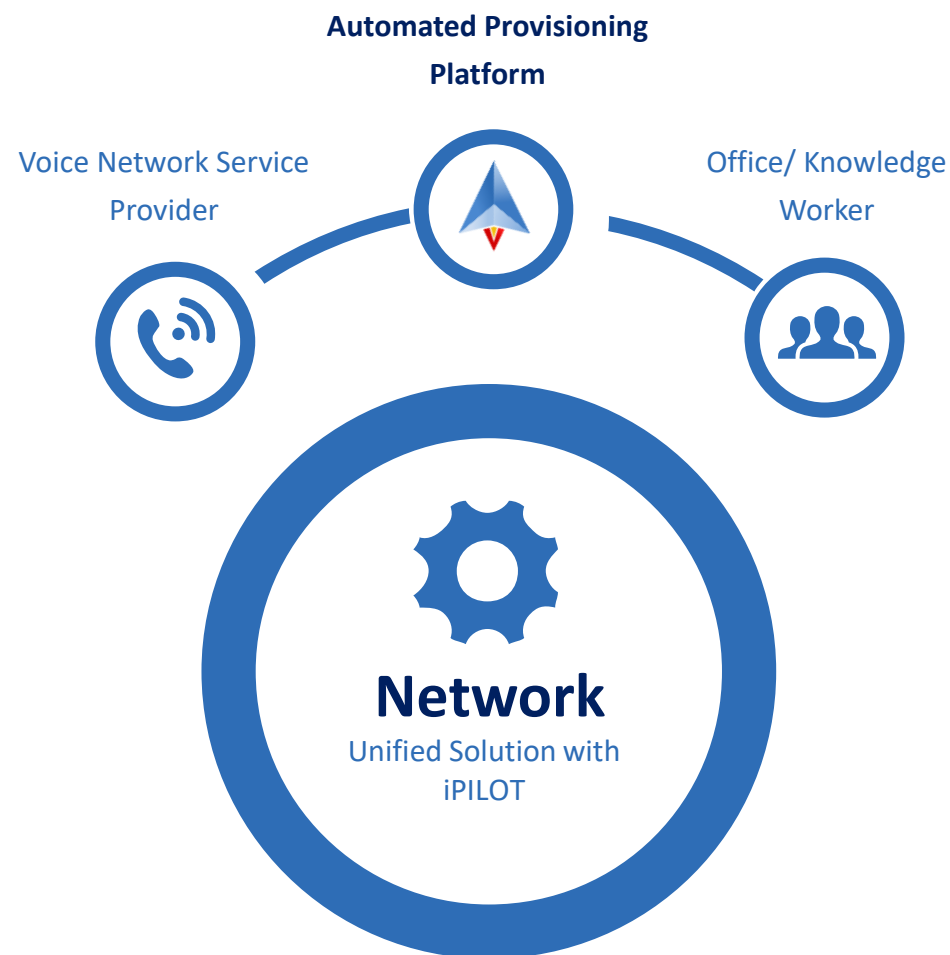 Automated Provisioning
Platform
Voice Network Service
Provider
Office/ Knowledge
Worker
Network
Unified Solution with
iPILOT